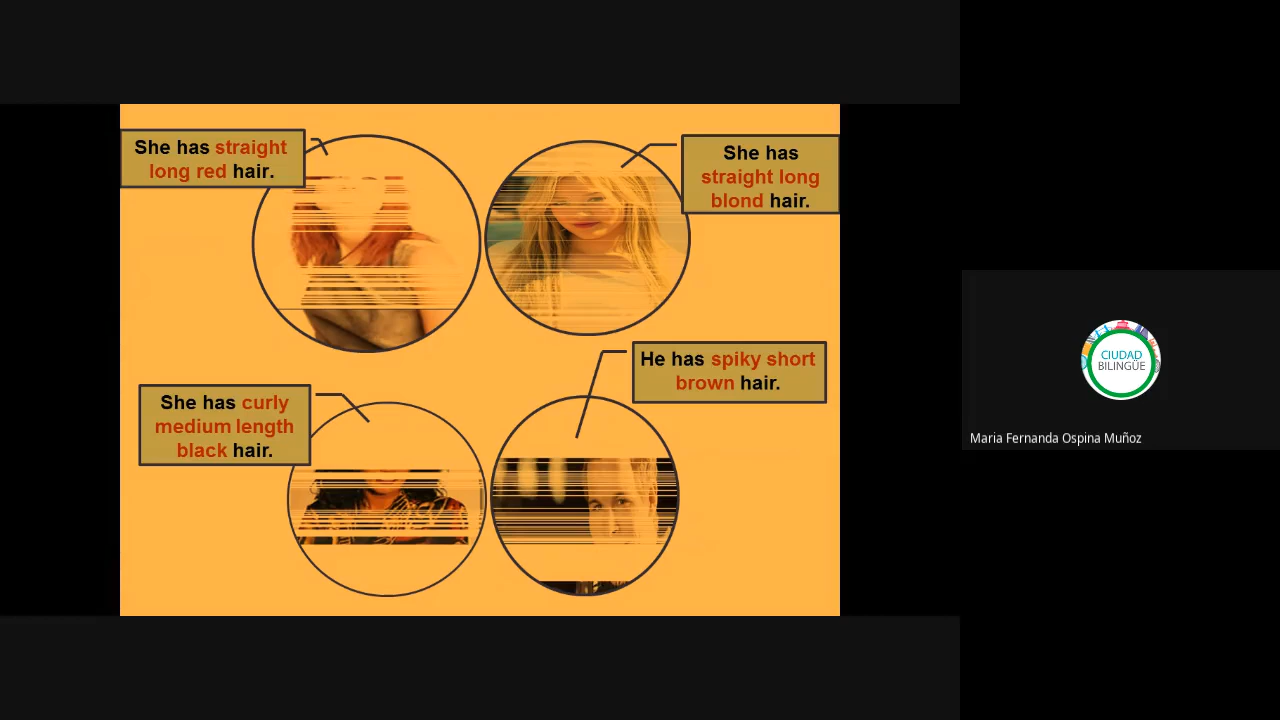 She has straight
long red hair.
She has
straight long
blond hair.
He has spiky short
brown hair.
She has curly
medium length
black hair.
CIUDAD
BILINGÜE
Maria Fernanda Ospina Muñoz